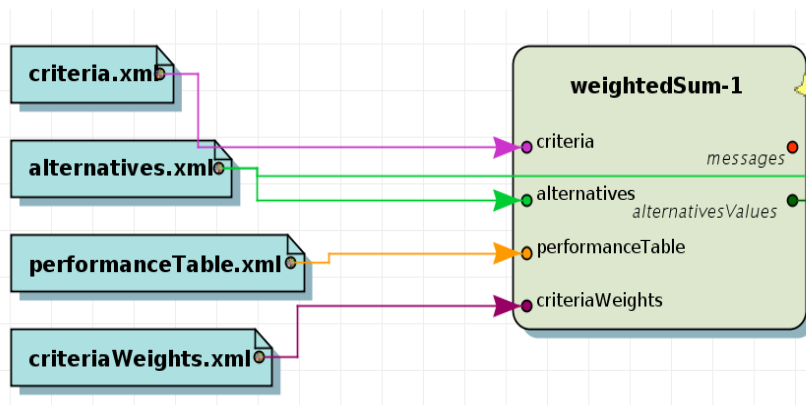 criteria.xml
alternatives.xml
performanceTable.xml
criteriaWeights.xml
weightedSum-1
criteria
messages
alternatives
alternativesValues
performanceTable
criteriaWeights